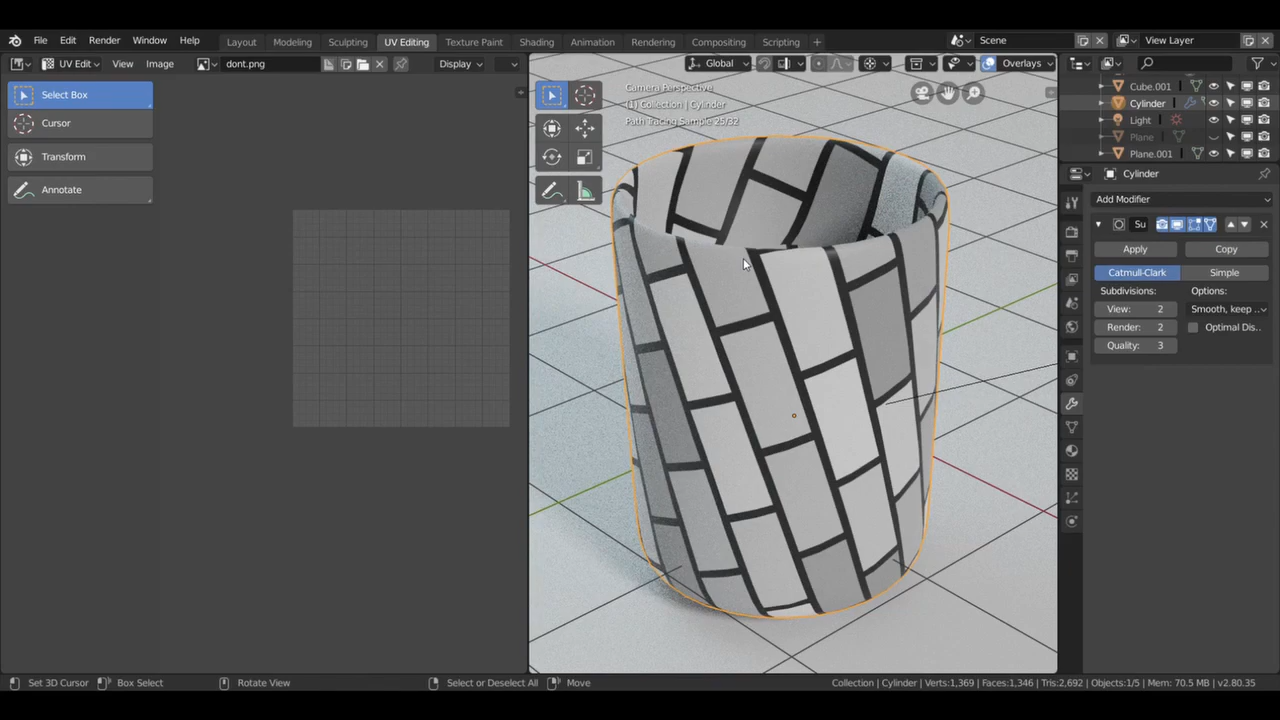 File Edit Render Window Help Layout Modeling Sculpting UV Editing Texture Paint Shading Animation Rendering Compositing Scripting + Scene View Layer
UV Edit View Image dont.png Display Global Overlays
Select Box
Cursor
Transform
Annotate
Camera Perspective
(1) Collection | Cylinder
Path Tracing Sample 25/32
Cube.001
Cylinder
Light
Plane
Plane.001
Cylinder
Add Modifier
Su
Apply Copy
Catmull-Clark Simple
Subdivisions: Options:
View: 2 Smooth, keep ..
Render: 2 Optimal Dis..
Quality: 3
Set 3D Cursor Box Select Rotate View Select or Deselect All Move Collection | Cylinder | Verts:1,369 | Faces:1,346 | Tris:2,692 | Objects:1/5 | Mem: 70.5 MB | v2.80.35